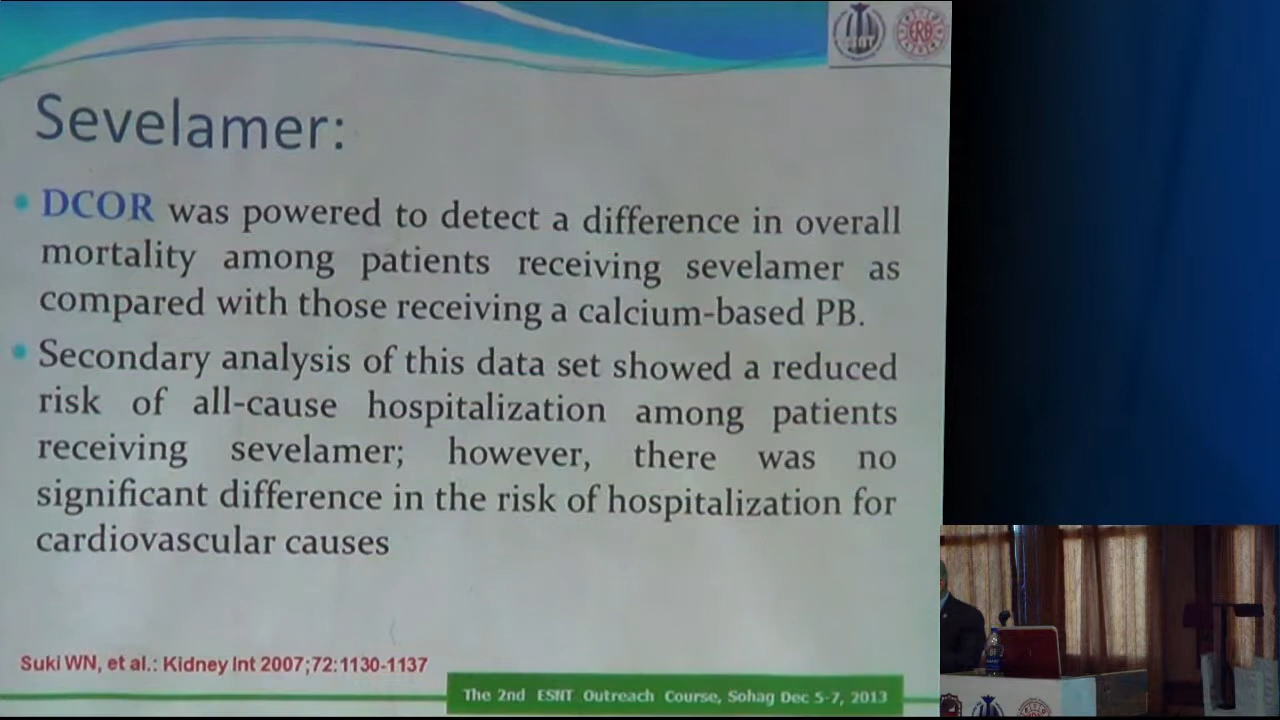 Sevelamer:
DCOR was powered to detect a difference in overall
mortality among patients receiving sevelamer as
compared with those receiving a calcium-based PB.
Secondary analysis of this data set showed a reduced
risk of all-cause hospitalization among patients
receiving sevelamer; however, there was no
significant difference in the risk of hospitalization for
cardiovascular causes
Suki WN, et al.: Kidney Int 2007;72:1130-1137
The 2nd ESNT Outreach Course, Sohag Dec 5-7, 2013